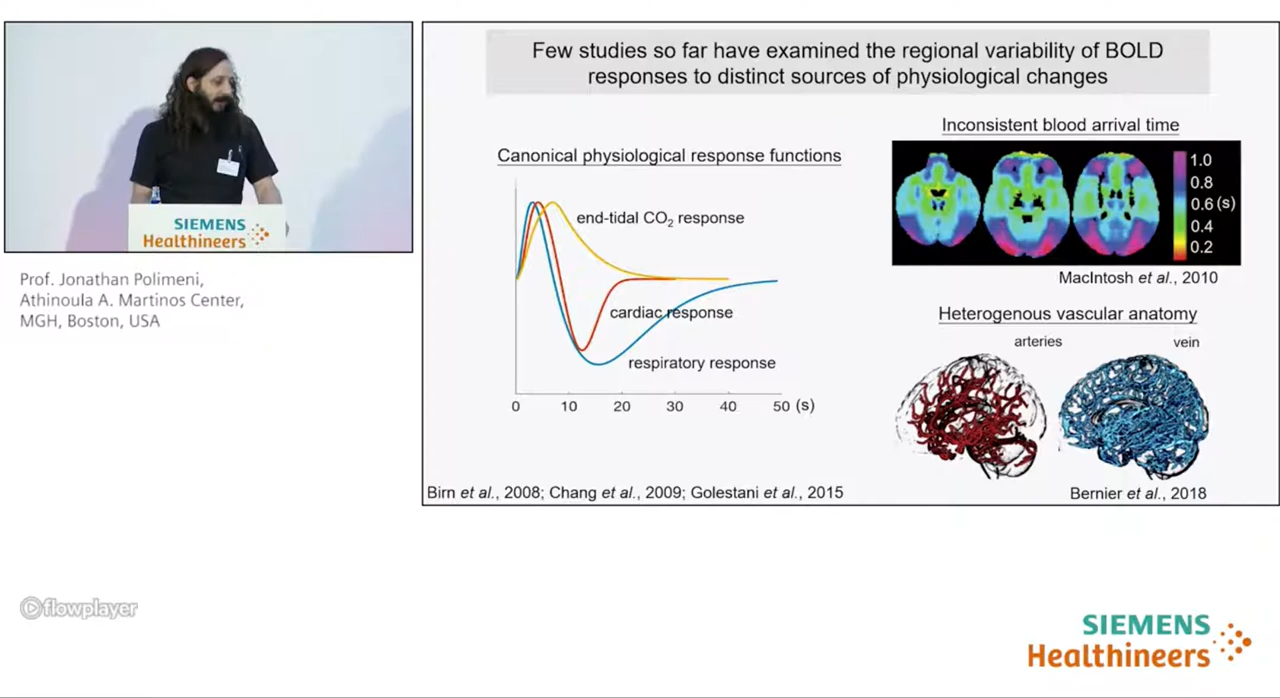 SIEMENS
Healthineers
Prof. Jonathan Polimeni,
Athinoula A. Martinos Center,
MGH, Boston, USA
Few studies so far have examined the regional variability of BOLD
responses to distinct sources of physiological changes
Canonical physiological response functions
end-tidal CO₂ response
cardiac response
respiratory response
0 10 20 30 40 50 (s)
Birn et al., 2008; Chang et al., 2009; Golestani et al., 2015
Inconsistent blood arrival time
1.0
0.8
0.6 (s)
0.4
0.2
MacIntosh et al., 2010
Heterogenous vascular anatomy
arteries vein
Bernier et al., 2018
flowplayer
SIEMENS
Healthineers